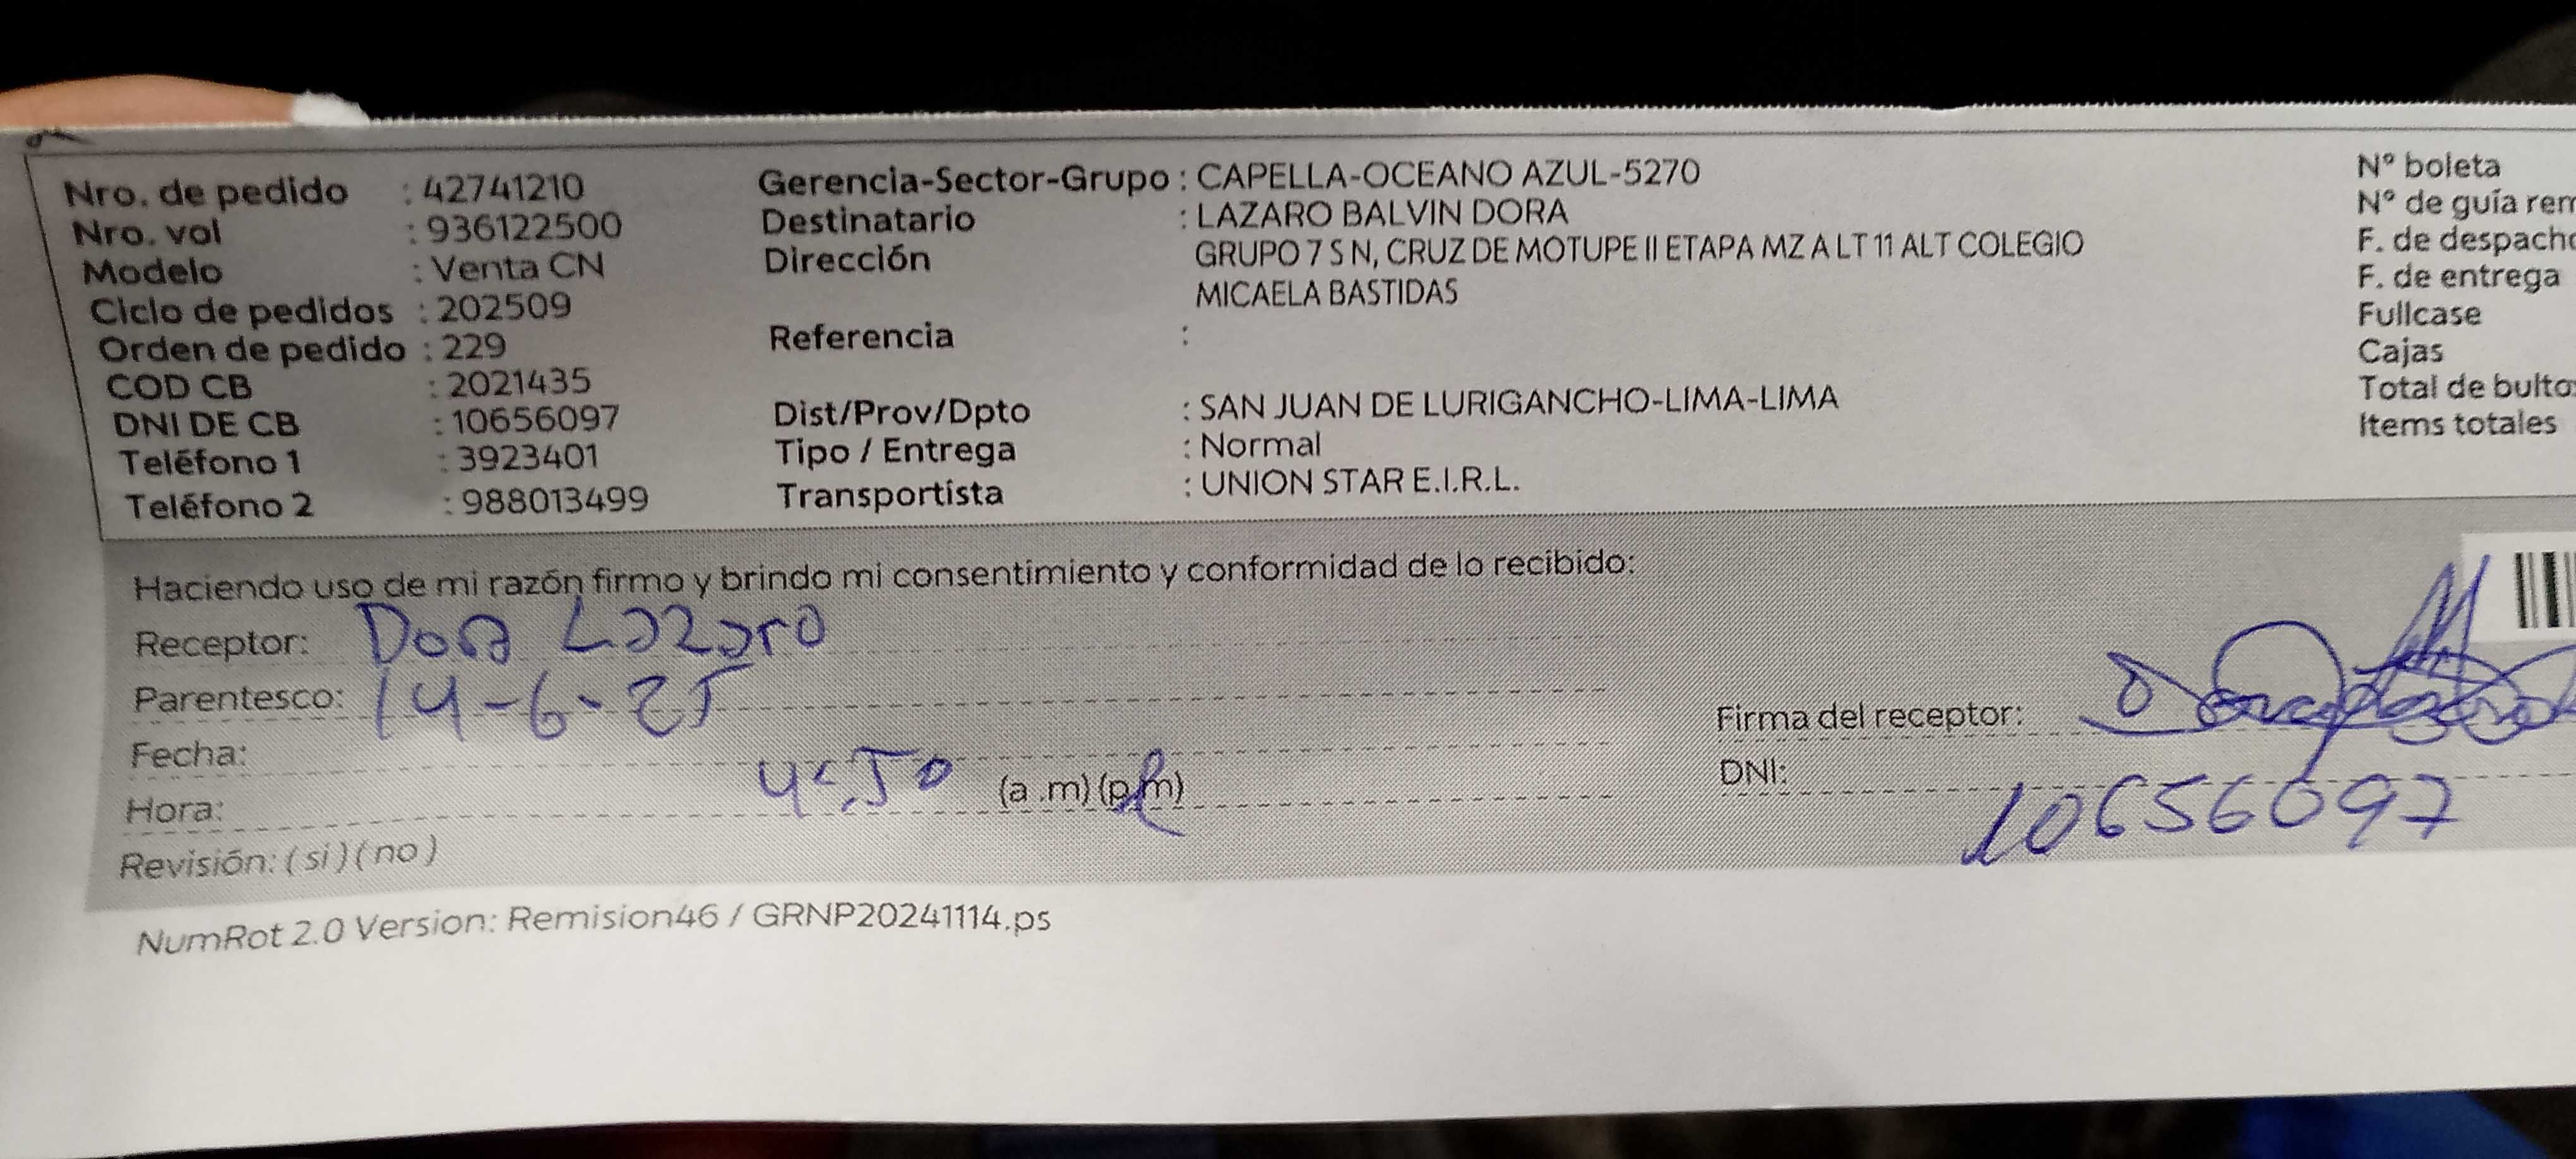 Nro. de pedido : 42741210
Nro. vol : 936122500
Modelo : Venta CN
Ciclo de pedidos : 202509
Orden de pedido : 229
COD CB : 2021435
DNI DE CB : 10656097
Teléfono 1 : 3923401
Teléfono 2 : 988013499
Gerencia-Sector-Grupo : CAPELLA-OCEANO AZUL-5270
Destinatario : LAZARO BALVIN DORA
Dirección GRUPO 7 S N, CRUZ DE MOTUPE II ETAPA MZ A LT 11 ALT COLEGIO
MICAELA BASTIDAS
Referencia :
Dist/Prov/Dpto : SAN JUAN DE LURIGANCHO-LIMA-LIMA
Tipo / Entrega : Normal
Transportista : UNION STAR E.I.R.L.
N° boleta
N° de guía rem
F. de despacho
F. de entrega
Fullcase
Cajas
Total de bultos
Items totales
Haciendo uso de mi razón firmo y brindo mi consentimiento y conformidad de lo recibido:
Receptor: Dora Lazaro
Parentesco: 14-6-25
Fecha:
Hora: 4:50 (a .m) (p.m)
Revisión: ( si ) ( no )
Firma del receptor:
DNI: 10656097
NumRot 2.0 Version: Remision46 / GRNP20241114.ps